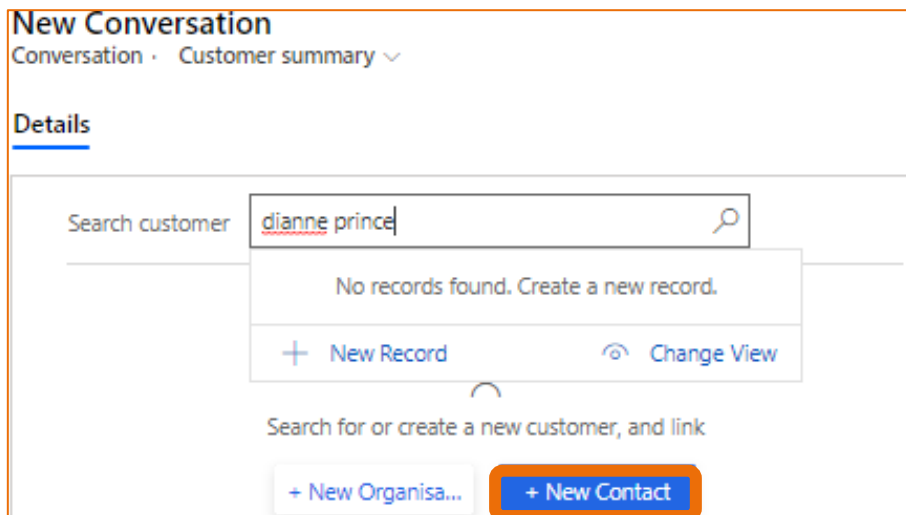 New Conversation
Conversation · Customer summary
Details
Search customer dianne prince
No records found. Create a new record.
+ New Record Change View
Search for or create a new customer, and link
+ New Organisa... + New Contact